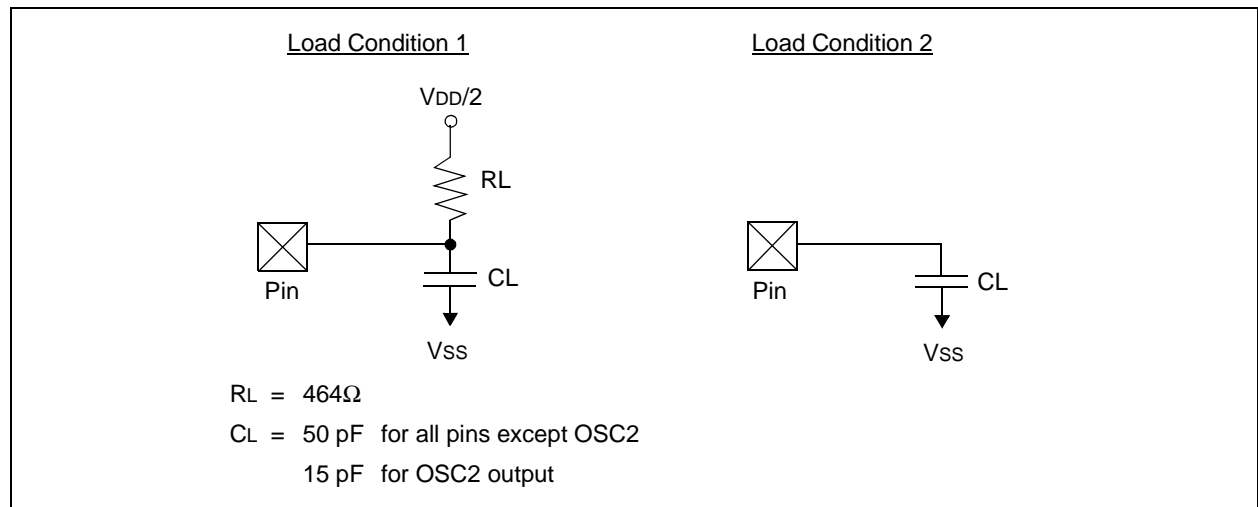 Load Condition 1
Load Condition 2
VDD/2
RL
Pin
CL
VSS
Pin
CL
VSS
RL = 464Ω
CL = 50 pF for all pins except OSC2
15 pF for OSC2 output